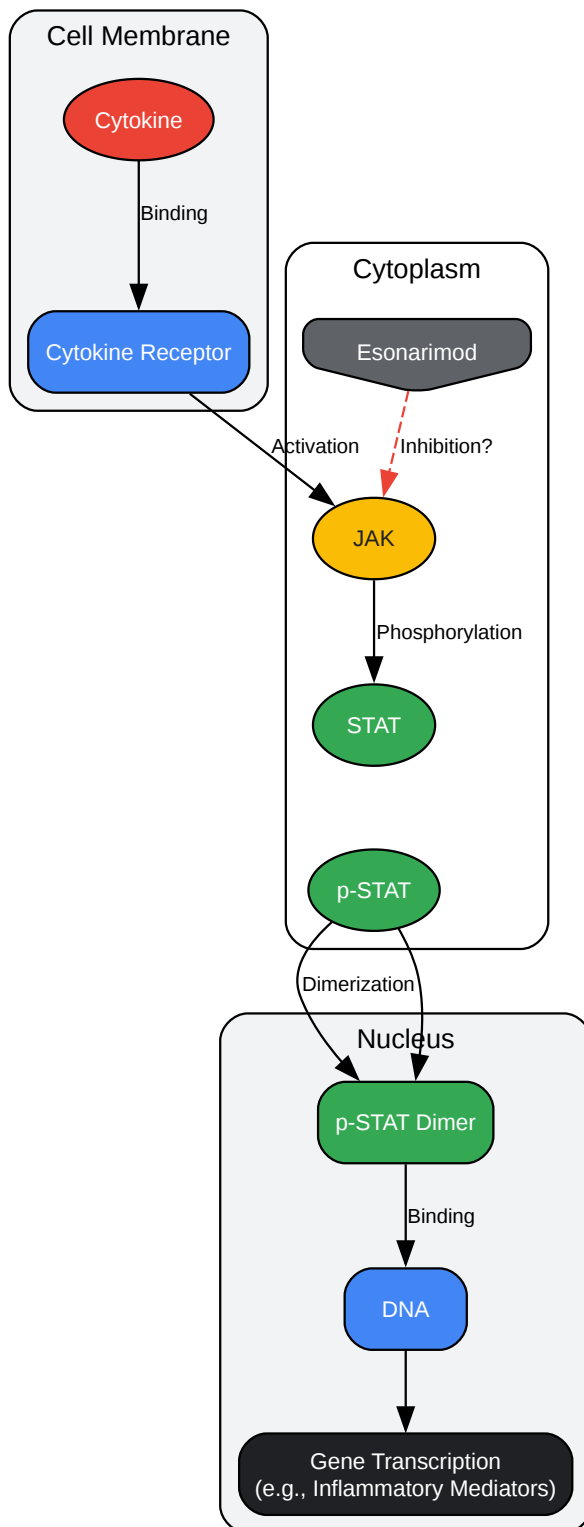 Cell Membrane
Cytokine
Binding
Cytokine Receptor
Cytoplasm
Esonarimod
Activation
Inhibition?
JAK
Phosphorylation
STAT
p-STAT
Dimerization
Nucleus
p-STAT Dimer
Binding
DNA
Gene Transcription
(e.g., Inflammatory Mediators)